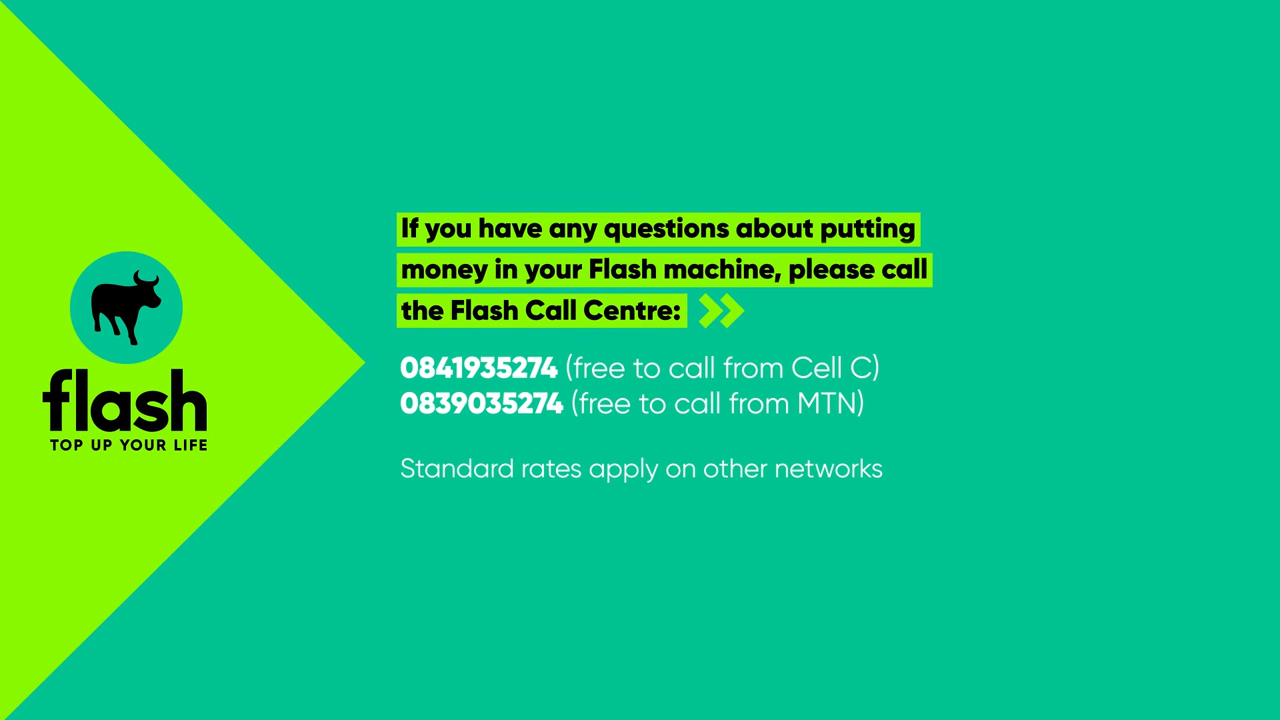 flash
TOP UP YOUR LIFE
If you have any questions about putting
money in your Flash machine, please call
the Flash Call Centre:
0841935274 (free to call from Cell C)
0839035274 (free to call from MTN)
Standard rates apply on other networks